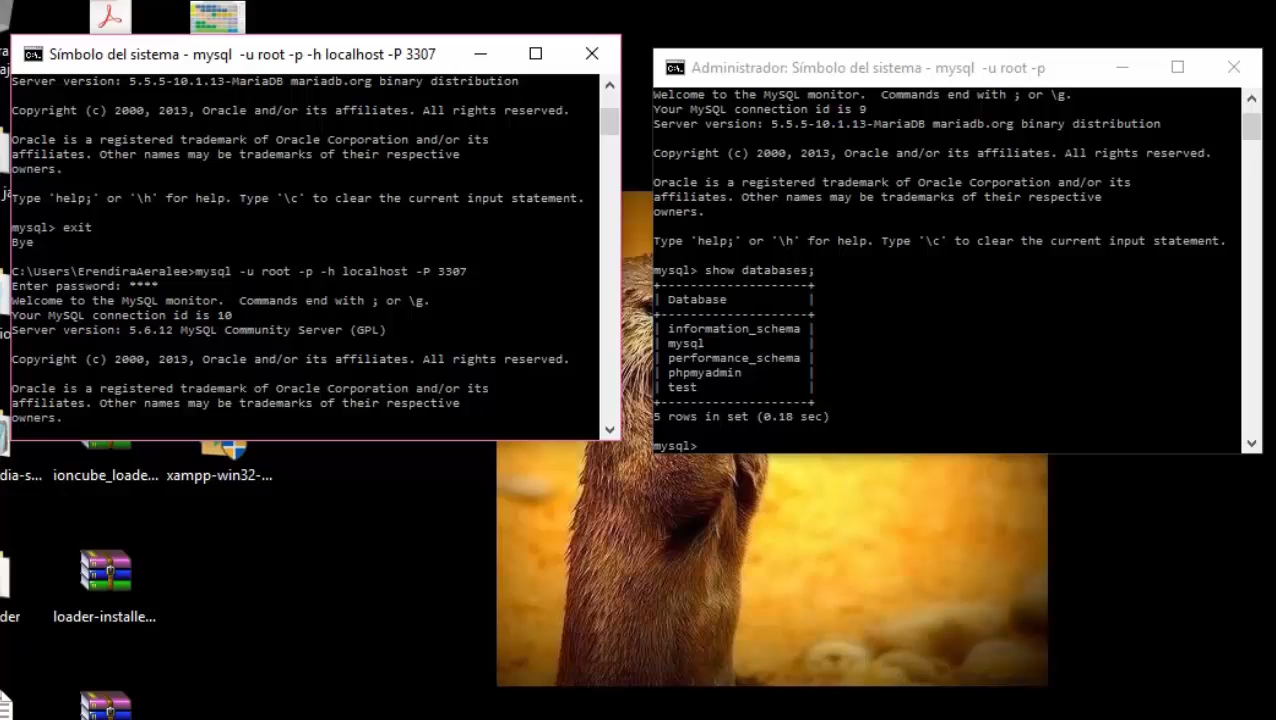 Símbolo del sistema - mysql -u root -p -h localhost -P 3307
Server version: 5.5.5-10.1.13-MariaDB mariadb.org binary distribution
Copyright (c) 2000, 2013, Oracle and/or its affiliates. All rights reserved.
Oracle is a registered trademark of Oracle Corporation and/or its
affiliates. Other names may be trademarks of their respective
owners.
Type 'help;' or '\h' for help. Type '\c' to clear the current input statement.
mysql> exit
Bye
C:\Users\ErendiraAeralee>mysql -u root -p -h localhost -P 3307
Enter password: ****
Welcome to the MySQL monitor.  Commands end with ; or \g.
Your MySQL connection id is 10
Server version: 5.6.12 MySQL Community Server (GPL)
Copyright (c) 2000, 2013, Oracle and/or its affiliates. All rights reserved.
Oracle is a registered trademark of Oracle Corporation and/or its
affiliates. Other names may be trademarks of their respective
owners.
Administrador: Símbolo del sistema - mysql -u root -p
Welcome to the MySQL monitor.  Commands end with ; or \g.
Your MySQL connection id is 9
Server version: 5.5.5-10.1.13-MariaDB mariadb.org binary distribution
Copyright (c) 2000, 2013, Oracle and/or its affiliates. All rights reserved.
Oracle is a registered trademark of Oracle Corporation and/or its
affiliates. Other names may be trademarks of their respective
owners.
Type 'help;' or '\h' for help. Type '\c' to clear the current input statement.
mysql> show databases;
+--------------------+
| Database           |
+--------------------+
| information_schema |
| mysql              |
| performance_schema |
| phpmyadmin         |
| test               |
+--------------------+
5 rows in set (0.18 sec)
mysql>
dia-s...
ioncube_loade...
xampp-win32-...
der
loader-installe...